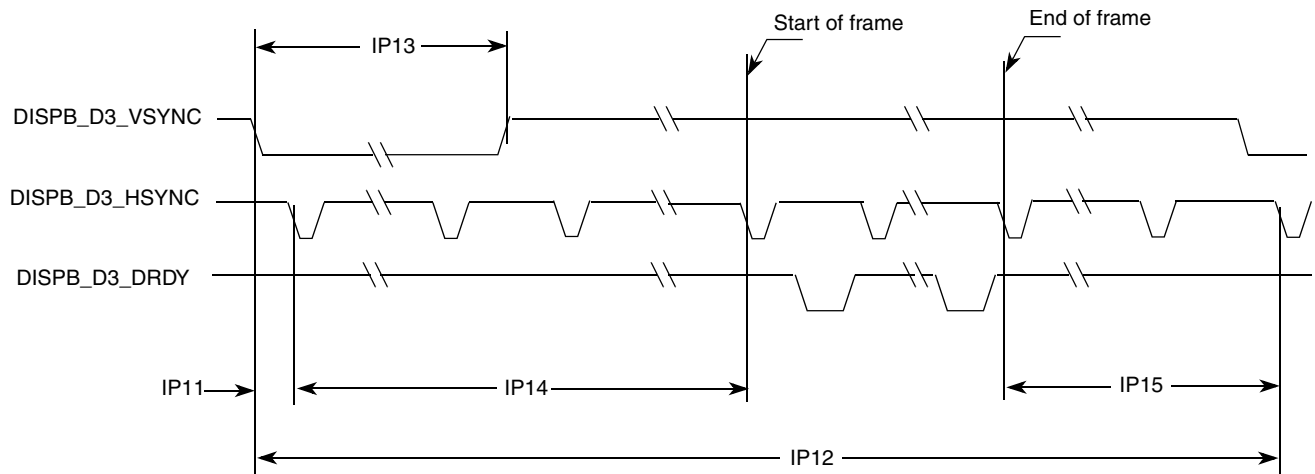 Start of frame
End of frame
IP13
DISPB_D3_VSYNC
DISPB_D3_HSYNC
DISPB_D3_DRDY
IP11
IP14
IP15
IP12